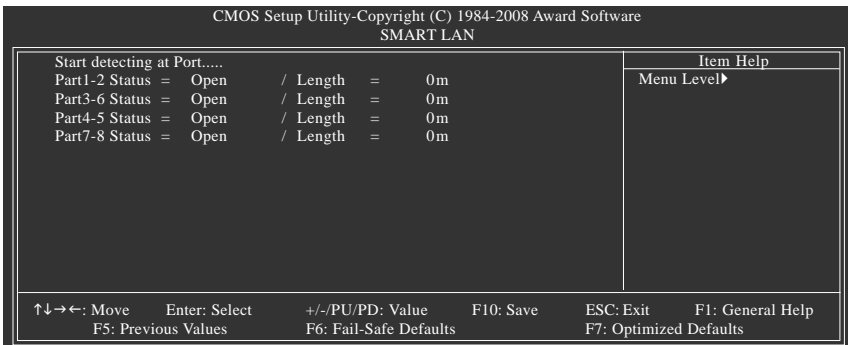 CMOS Setup Utility-Copyright (C) 1984-2008 Award Software
SMART LAN
Start detecting at Port.....
Part1-2 Status = Open / Length = 0m
Part3-6 Status = Open / Length = 0m
Part4-5 Status = Open / Length = 0m
Part7-8 Status = Open / Length = 0m
Item Help
Menu Level▶
↑↓→←: Move Enter: Select +/-/PU/PD: Value F10: Save ESC: Exit F1: General Help
F5: Previous Values F6: Fail-Safe Defaults F7: Optimized Defaults